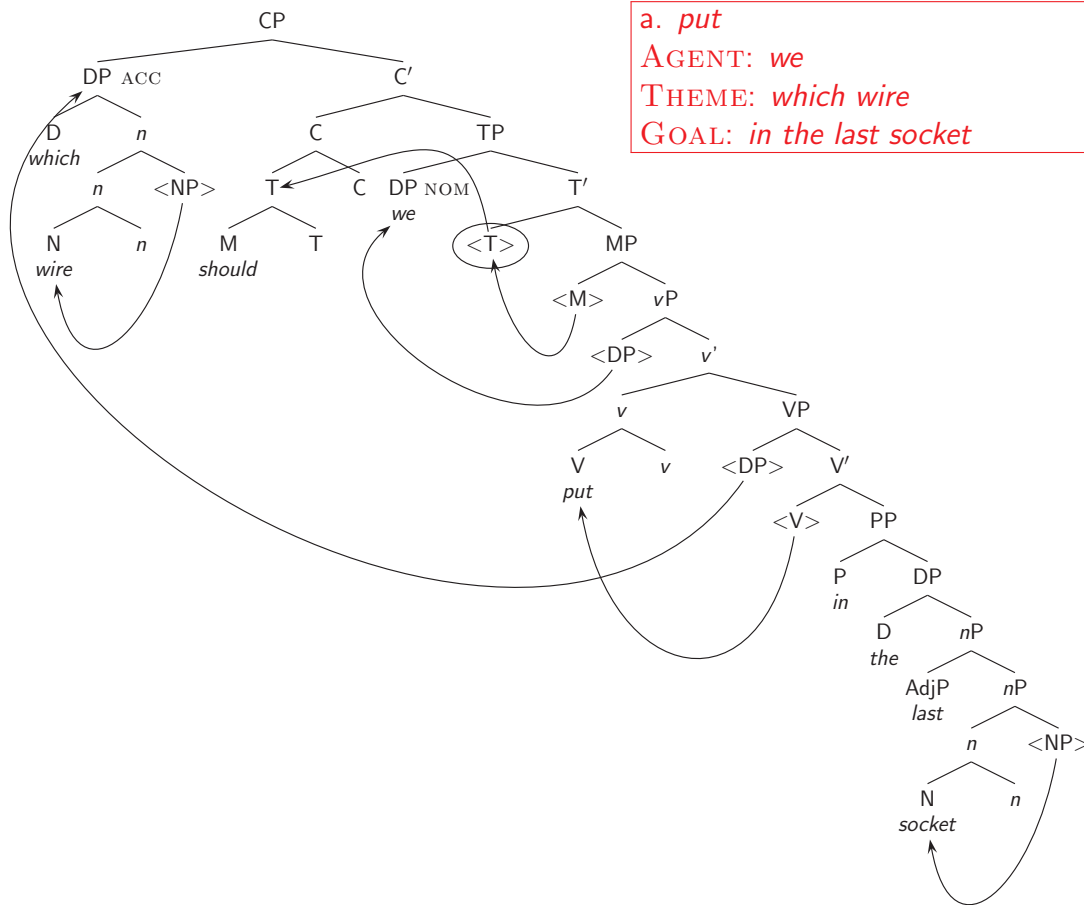 CP
a. put
AGENT: we
THEME: which wire
GOAL: in the last socket
DP ACC C′
D n C TP
which
n <NP> T C DP NOM T′
we
N n M T <T> MP
wire should
<M> vP
<DP> v'
v VP
V v <DP> V′
put
<V> PP
P DP
in
D nP
the
AdjP nP
last
n <NP>
N n
socket